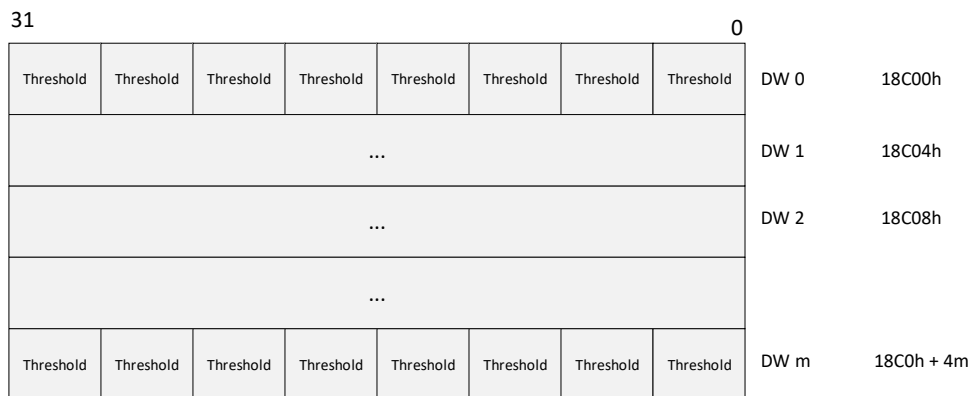 31
0
Threshold Threshold Threshold Threshold Threshold Threshold Threshold Threshold DW 0 18C00h
... DW 1 18C04h
... DW 2 18C08h
...
Threshold Threshold Threshold Threshold Threshold Threshold Threshold Threshold DW m 18C0h + 4m